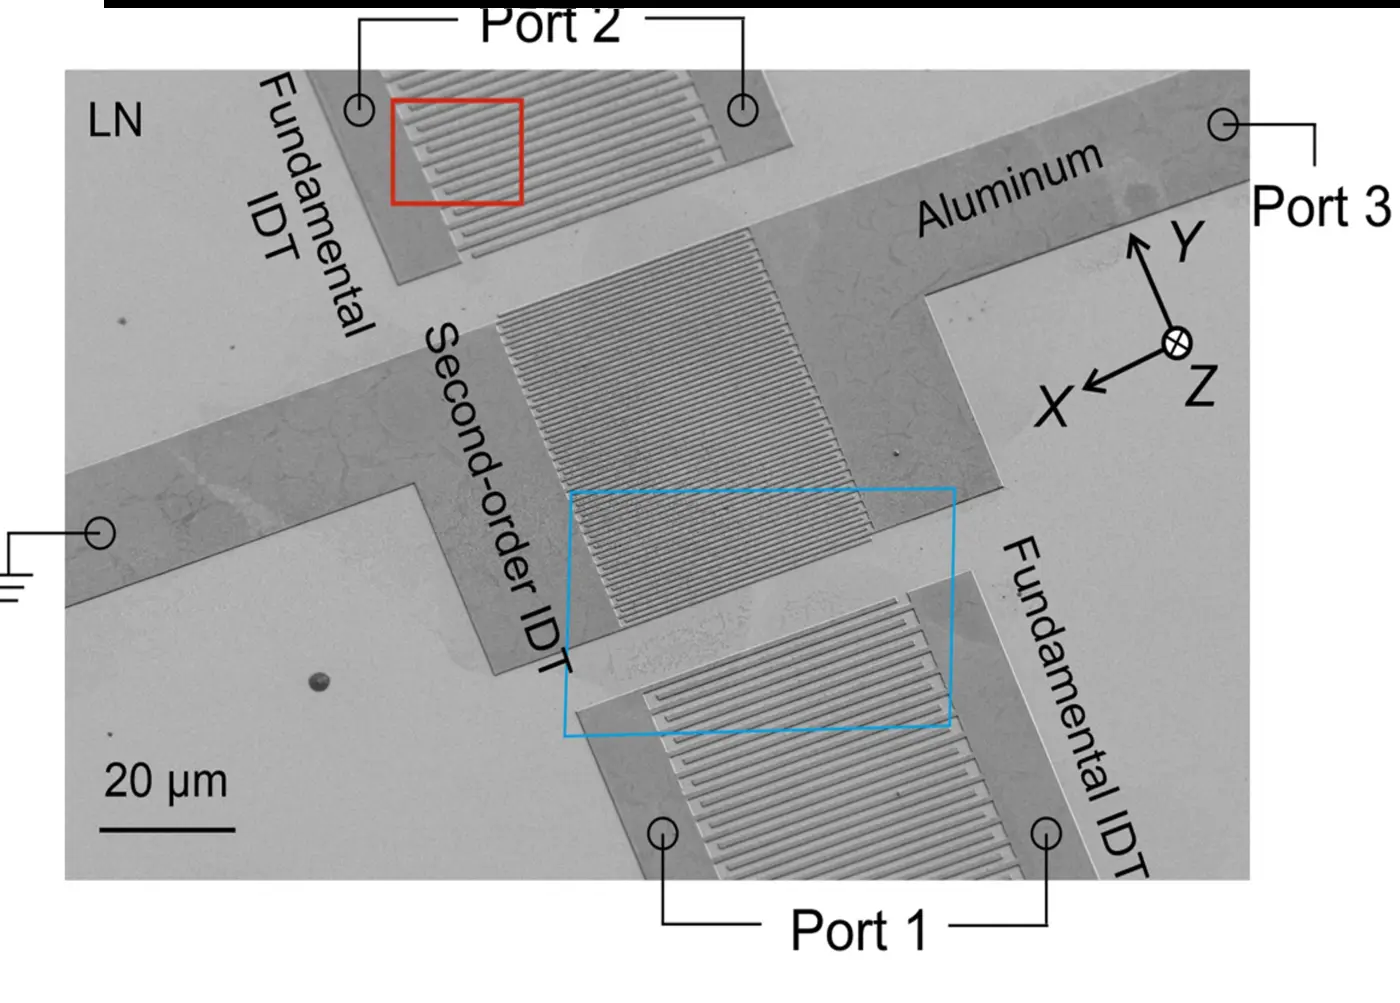 Port 2
LN
Fundamental
IDT
Aluminum
Port 3
Y
X
Z
Second-order IDT
Fundamental IDT
20 µm
Port 1